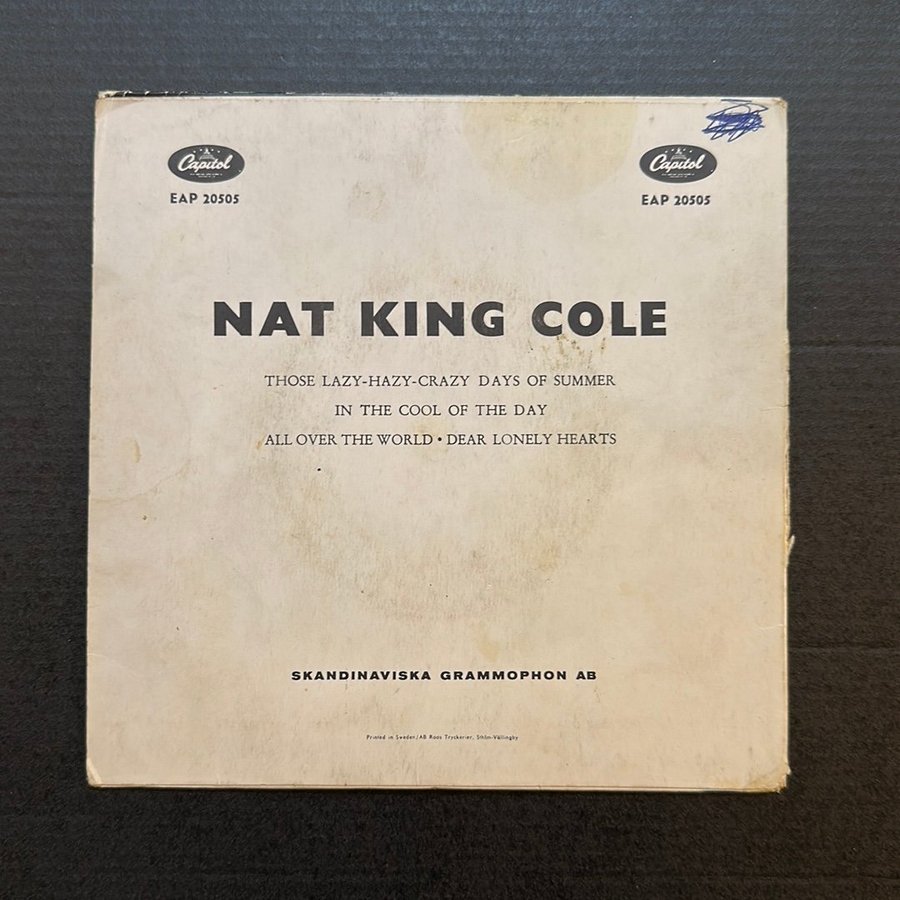 Capitol Capitol
EAP 20505 EAP 20505
NAT KING COLE
THOSE LAZY-HAZY-CRAZY DAYS OF SUMMER
IN THE COOL OF THE DAY
ALL OVER THE WORLD • DEAR LONELY HEARTS
SKANDINAVISKA GRAMMOPHON AB
Printed in Sweden/AB Roos Tryckerier, Sthlm-Vällingby